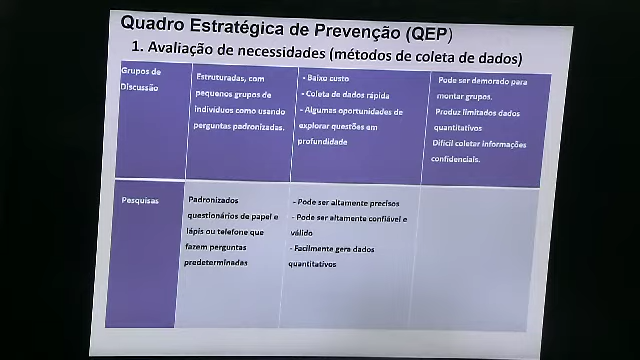 Quadro Estratégica de Prevenção (QEP)
1. Avaliação de necessidades (métodos de coleta de dados)
Grupos de
Discussão
Estruturadas, com
pequenos grupos de
indivíduos como usando
perguntas padronizadas.
- Baixo custo
- Coleta de dados rápida
- Algumas oportunidades de
explorar questões em
profundidade
Pode ser demorado para
montar grupos.
Produz limitados dados
quantitativos
Difícil coletar informações
confidenciais.
Pesquisas
Padronizados
questionários de papel e
lápis ou telefone que
fazem perguntas
predeterminadas
- Pode ser altamente precisos
- Pode ser altamente confiável e
válido
- Facilmente gera dados
quantitativos